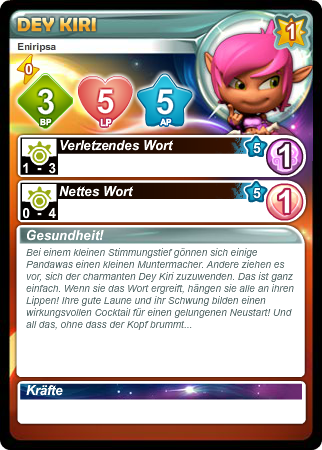 DEY KIRI
1
Eniripsa
0
3
BP
5
LP
5
AP
Verletzendes Wort
5
1
1 - 3
Nettes Wort
5
1
0 - 4
Gesundheit!
Bei einem kleinen Stimmungstief gönnen sich einige
Pandawas einen kleinen Muntermacher. Andere ziehen es
vor, sich der charmanten Dey Kiri zuzuwenden. Das ist ganz
einfach. Wenn sie das Wort ergreift, hängen sie alle an ihren
Lippen! Ihre gute Laune und ihr Schwung bilden einen
wirkungsvollen Cocktail für einen gelungenen Neustart! Und
all das, ohne dass der Kopf brummt...
Kräfte